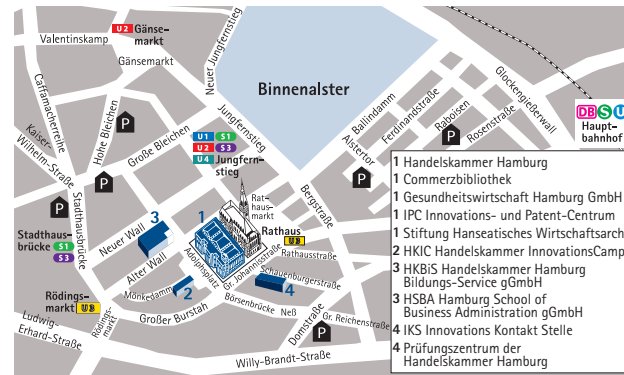 U2 Gänse-
markt
Valentinskamp
Gänsemarkt
Neuer Jungfernstieg
Binnenalster
Caffamacherreihe
Kaiser-
Wilhelm-Straße
Hohe Bleichen
P
Große Bleichen
Jungfernstieg
U1 S1
U2 S3
U4 Jungfern-
stieg
Ballindamm
Ferdinandstraße
Raboisen
Rosenstraße
Glockengießerwall
Alstertor
P
P
DB S U
Haupt-
bahnhof
P
P
P
Stadthausbrücke
Stadthaus-
brücke S1
S3
Neuer Wall
3
Alter Wall
1
Adolphsplatz
Rat-
haus-
markt
Bergstraße
Rathaus
U3
Rathausstraße
Gr. Johannisstraße
Schauenburgerstraße
4
Mönkedamm
2
Börsenbrücke
Neß
Großer Burstah
Rödings-
markt U3
Rödings-
markt
Ludwig-
Erhard-Straße
Domstraße
Gr. Reichenstraße
P
Willy-Brandt-Straße
1 Handelskammer Hamburg
1 Commerzbibliothek
1 Gesundheitswirtschaft Hamburg GmbH
1 IPC Innovations- und Patent-Centrum
1 Stiftung Hanseatisches Wirtschaftsarch
2 HKIC Handelskammer InnovationsCamp
3 HKBiS Handelskammer Hamburg
Bildungs-Service gGmbH
3 HSBA Hamburg School of
Business Administration gGmbH
4 IKS Innovations Kontakt Stelle
4 Prüfungszentrum der
Handelskammer Hamburg